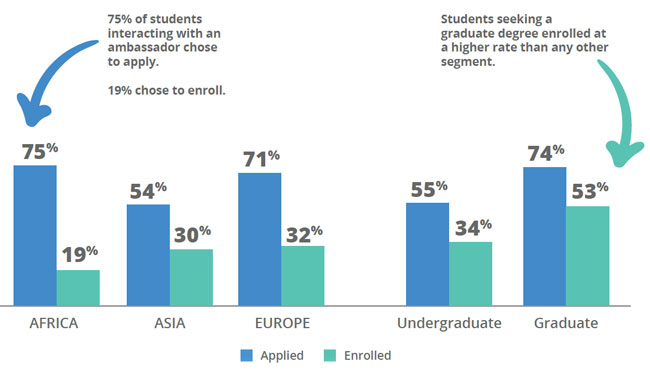 75% of students
interacting with an
ambassador chose
to apply.
19% chose to enroll.
Students seeking a
graduate degree enrolled at
a higher rate than any other
segment.
75%
19%
54%
30%
71%
32%
55%
34%
74%
53%
AFRICA
ASIA
EUROPE
Undergraduate
Graduate
Applied
Enrolled